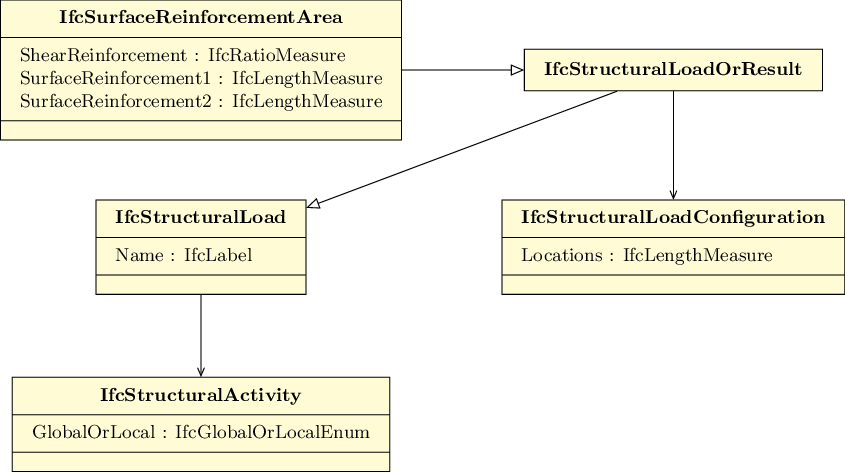 IfcSurfaceReinforcementArea
ShearReinforcement : IfcRatioMeasure
SurfaceReinforcement1 : IfcLengthMeasure
SurfaceReinforcement2 : IfcLengthMeasure
IfcStructuralLoadOrResult
IfcStructuralLoad
Name : IfcLabel
IfcStructuralLoadConfiguration
Locations : IfcLengthMeasure
IfcStructuralActivity
GlobalOrLocal : IfcGlobalOrLocalEnum